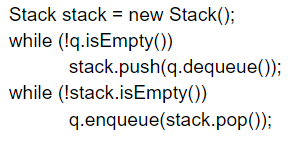 Stack stack = new Stack();
while (!q.isEmpty())
stack.push(q.dequeue());
while (!stack.isEmpty())
q.enqueue(stack.pop());